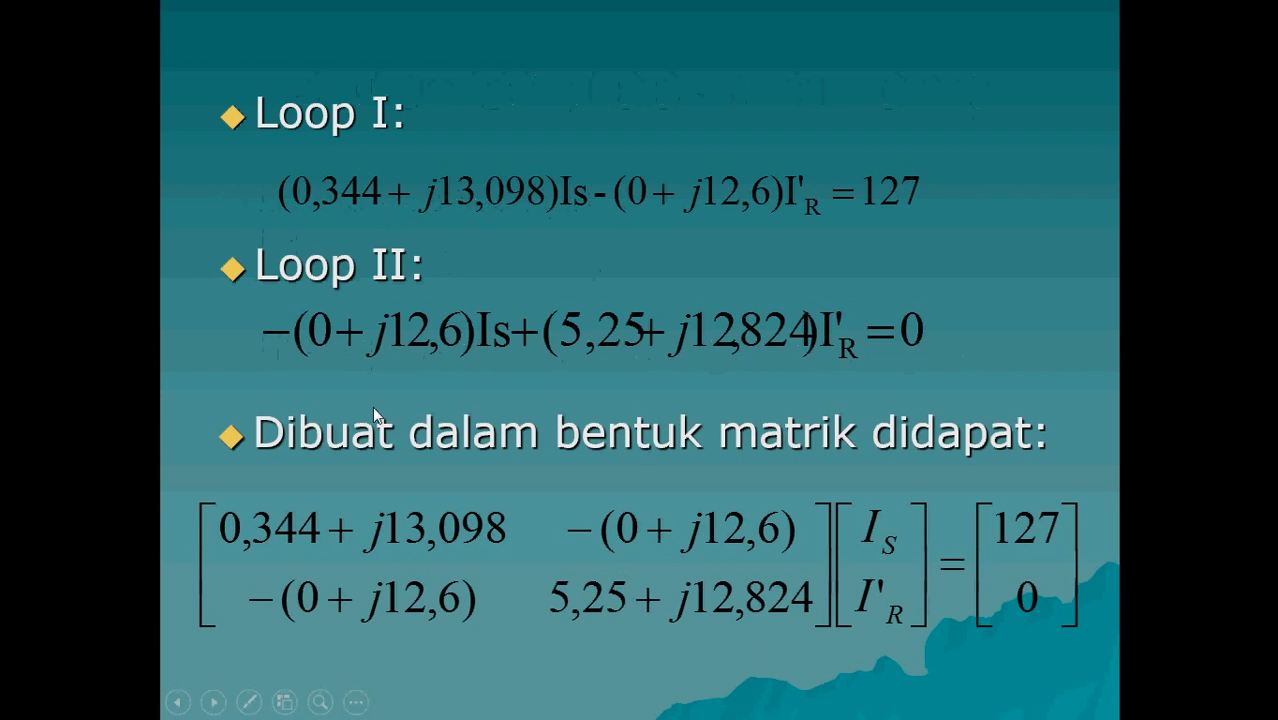 Loop I:
(0,344 + j13,098)Is - (0 + j12,6)I'R = 127
Loop II:
−(0 + j12,6)Is + (5,25 + j12,824)I'R = 0
Dibuat dalam bentuk matrik didapat:
[0,344 + j13,098 −(0 + j12,6)] [IS] = [127]
[−(0 + j12,6) 5,25 + j12,824] [I'R] [0]